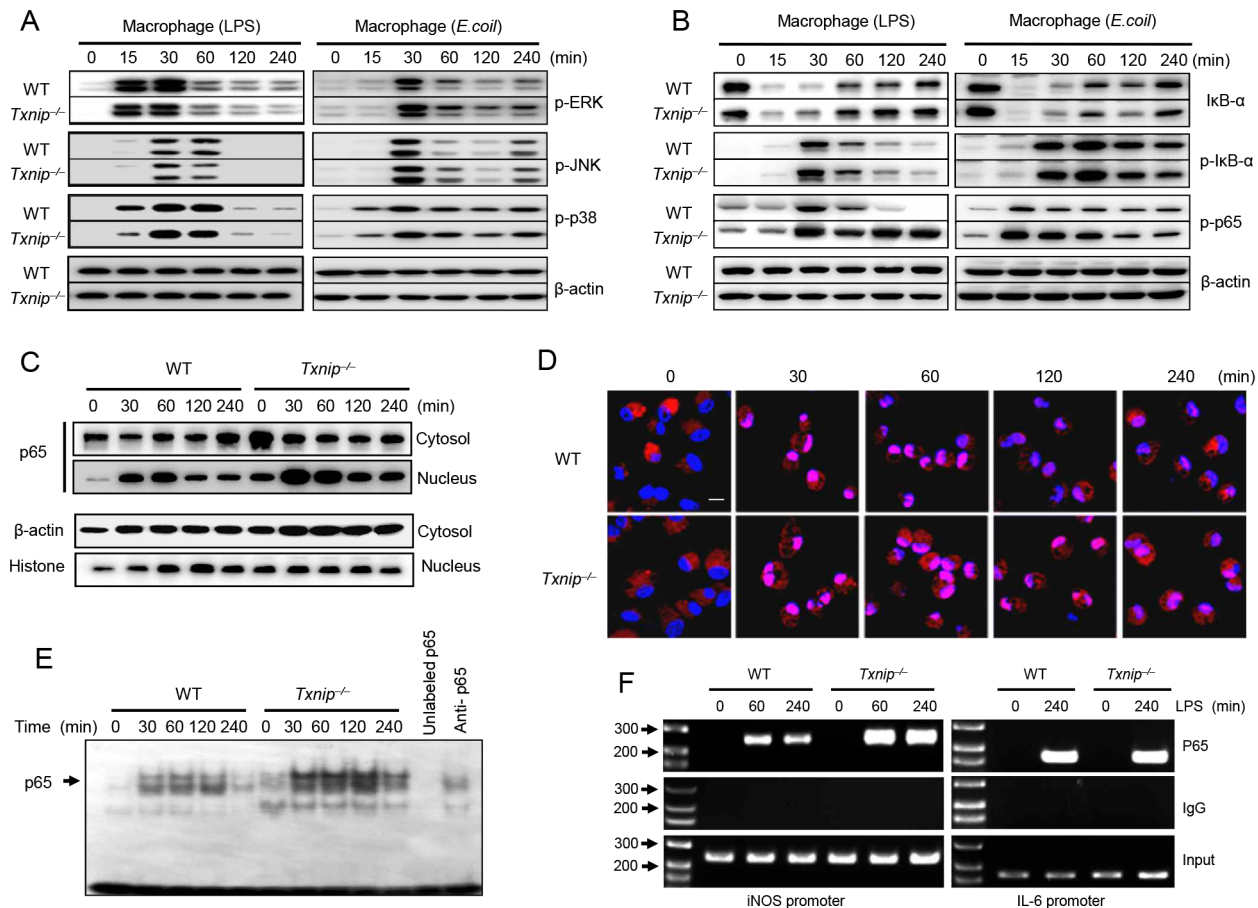 A
Macrophage (LPS)
Macrophage (E.coil)
0 15 30 60 120 240
0 15 30 60 120 240 (min)
WT
Txnip–/–
p-ERK
WT
Txnip–/–
p-JNK
WT
Txnip–/–
p-p38
WT
Txnip–/–
β-actin
B
Macrophage (LPS)
Macrophage (E.coil)
0 15 30 60 120 240
0 15 30 60 120 240 (min)
WT
Txnip–/–
IκB-α
WT
Txnip–/–
p-IκB-α
WT
Txnip–/–
p-p65
WT
Txnip–/–
β-actin
C
WT
Txnip–/–
0 30 60 120 240 0 30 60 120 240 (min)
p65
Cytosol
Nucleus
β-actin
Cytosol
Histone
Nucleus
D
0 30 60 120 240 (min)
WT
Txnip–/–
E
WT
Txnip–/–
Unlabeled p65
Anti- p65
Time (min) 0 30 60 120 240 0 30 60 120 240
p65
F
WT
Txnip–/–
WT
Txnip–/–
0 60 240 0 60 240
0 240 0 240 LPS (min)
300
200
P65
300
200
IgG
300
200
Input
iNOS promoter
IL-6 promoter